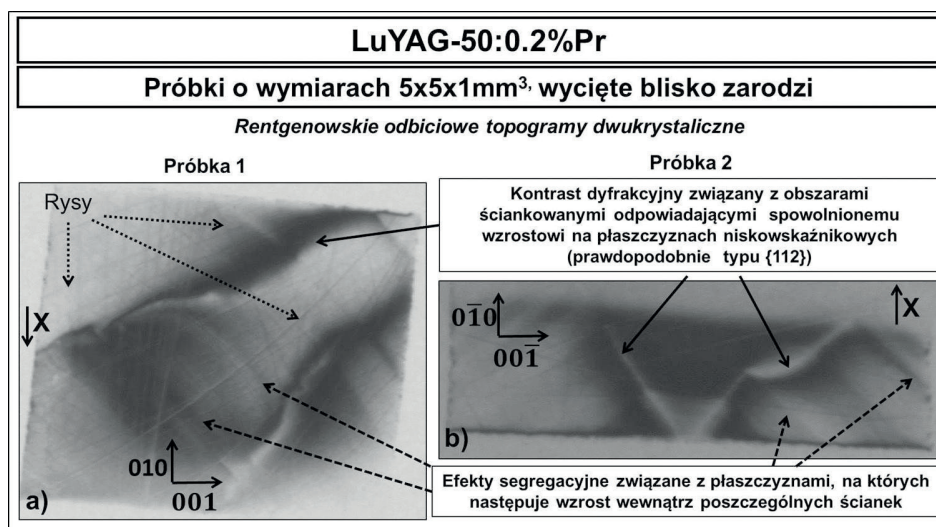 LuYAG-50:0.2%Pr
Próbki o wymiarach 5x5x1mm³, wycięte blisko zarodzi
Rentgenowskie odbiciowe topogramy dwukrystaliczne
Próbka 1
Próbka 2
Rysy
Kontrast dyfrakcyjny związany z obszarami
ściankowanymi odpowiadającymi spowolnionemu
wzrostowi na płaszczyznach niskowskaźnikowych
(prawdopodobnie typu {112})
X
010
001
a)
01̅0
001̅
X
b)
Efekty segregacyjne związane z płaszczyznami, na których
następuje wzrost wewnątrz poszczególnych ścianek